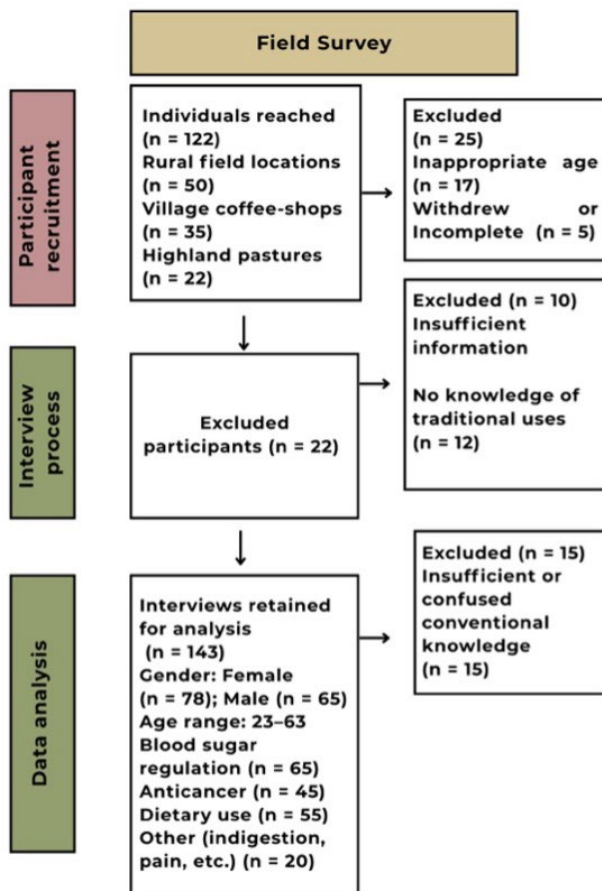 Field Survey
Participant
recruitment
Individuals reached
(n = 122)
Rural field locations
(n = 50)
Village coffee-shops
(n = 35)
Highland pastures
(n = 22)
Excluded
(n = 25)
Inappropriate age
(n = 17)
Withdrew or
Incomplete (n = 5)
Interview
process
Excluded
participants (n = 22)
Excluded (n = 10)
Insufficient
information
No knowledge of
traditional uses
(n = 12)
Data analysis
Interviews retained
for analysis
(n = 143)
Gender: Female
(n = 78); Male (n = 65)
Age range: 23–63
Blood sugar
regulation (n = 65)
Anticancer (n = 45)
Dietary use (n = 55)
Other (indigestion,
pain, etc.) (n = 20)
Excluded (n = 15)
Insufficient or
confused
conventional
knowledge
(n = 15)